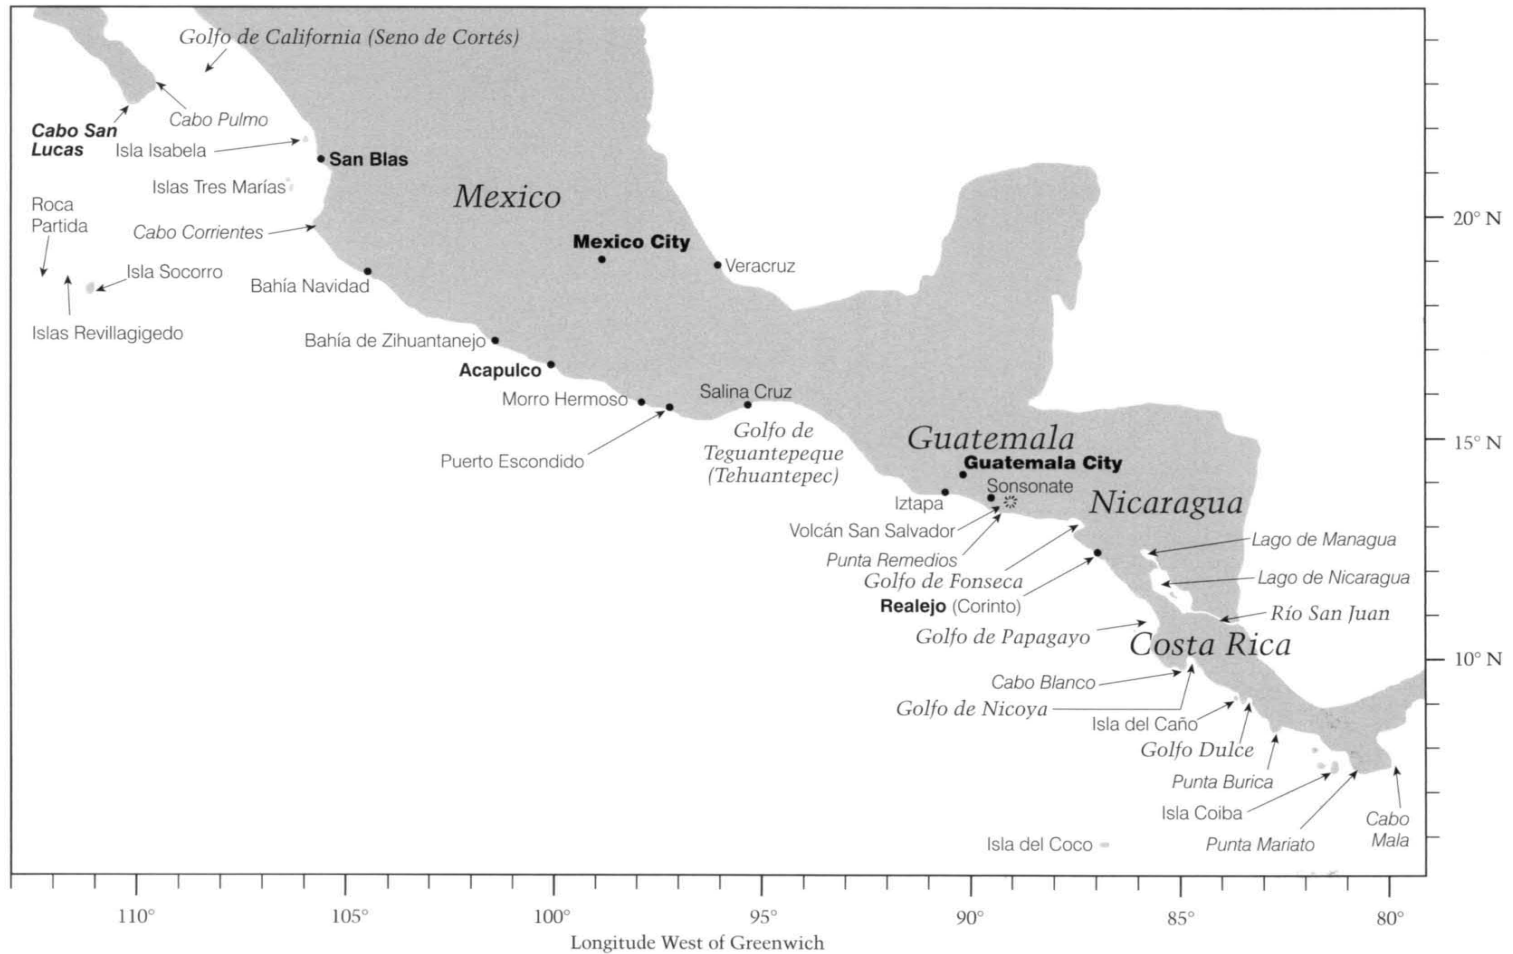 Golfo de California (Seno de Cortés)
Cabo Pulmo
Cabo San
Lucas
Isla Isabela
San Blas
Islas Tres Marías
Mexico
Roca
Partida
Cabo Corrientes
20° N
Mexico City
Veracruz
Isla Socorro
Bahía Navidad
Islas Revillagigedo
Bahía de Zihuantanejo
Acapulco
Salina Cruz
Morro Hermoso
Golfo de
Teguantepeque
(Tehuantepec)
Puerto Escondido
Guatemala
15° N
Guatemala City
Sonsonate
Iztapa
Nicaragua
Volcán San Salvador
Lago de Managua
Punta Remedios
Golfo de Fonseca
Lago de Nicaragua
Realejo (Corinto)
Río San Juan
Golfo de Papagayo
Costa Rica
10° N
Cabo Blanco
Golfo de Nicoya
Isla del Caño
Golfo Dulce
Punta Burica
Isla Coiba
Cabo
Mala
Isla del Coco
Punta Mariato
110° 105° 100° 95° 90° 85° 80°
Longitude West of Greenwich